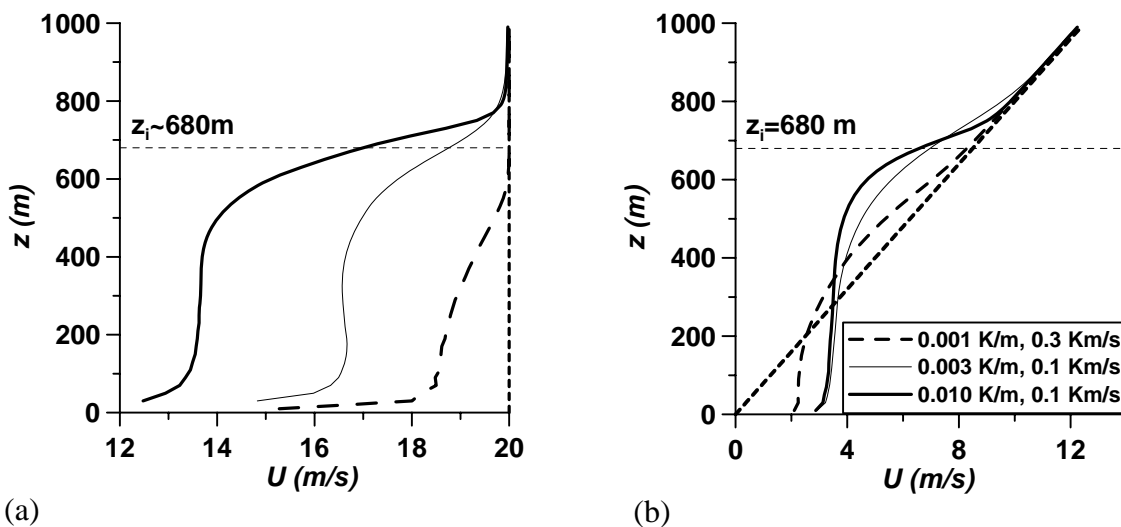 1000
800
600
400
200
0
z (m)
z_i~680m
12 14 16 18 20
U (m/s)
(a)
1000
800
600
400
200
0
z (m)
z_i=680 m
0.001 K/m, 0.3 Km/s
0.003 K/m, 0.1 Km/s
0.010 K/m, 0.1 Km/s
0 4 8 12
U (m/s)
(b)